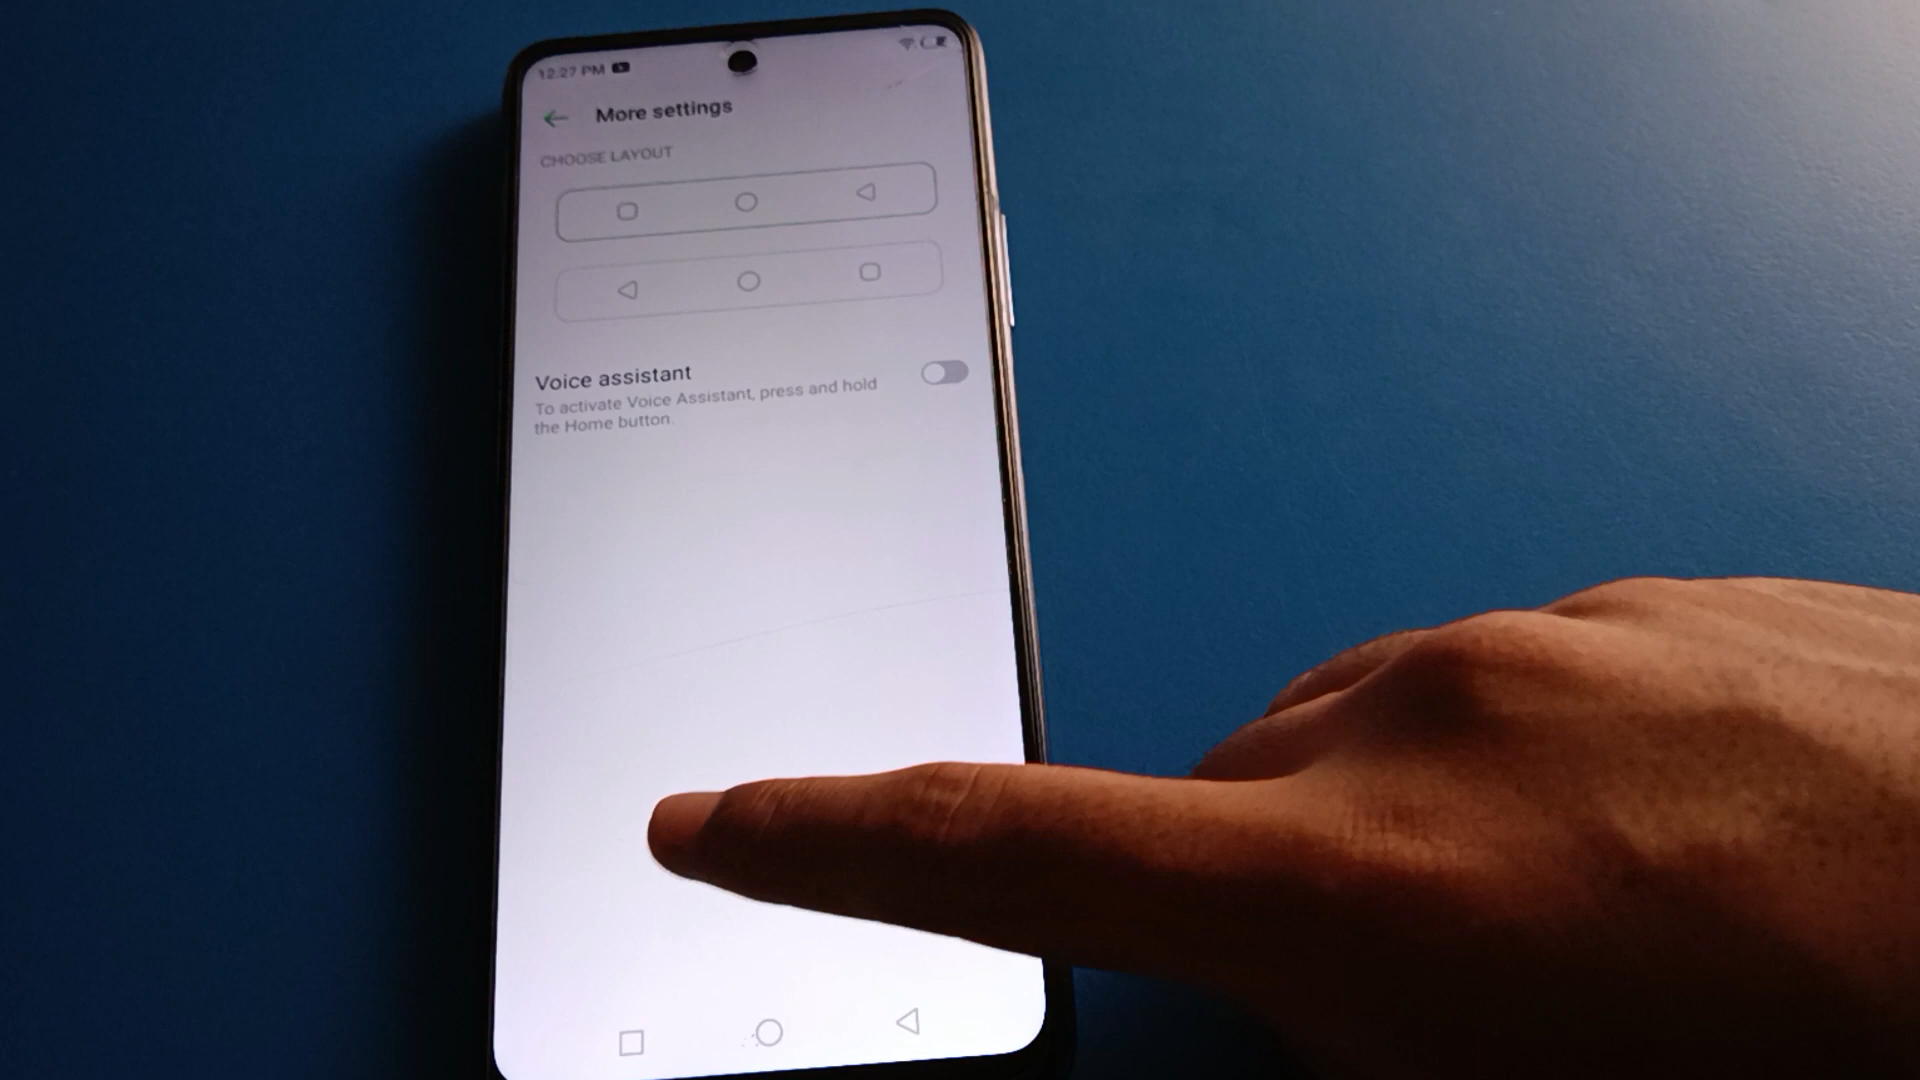 12:27 PM
More settings
CHOOSE LAYOUT
Voice assistant
To activate Voice Assistant, press and hold
the Home button.